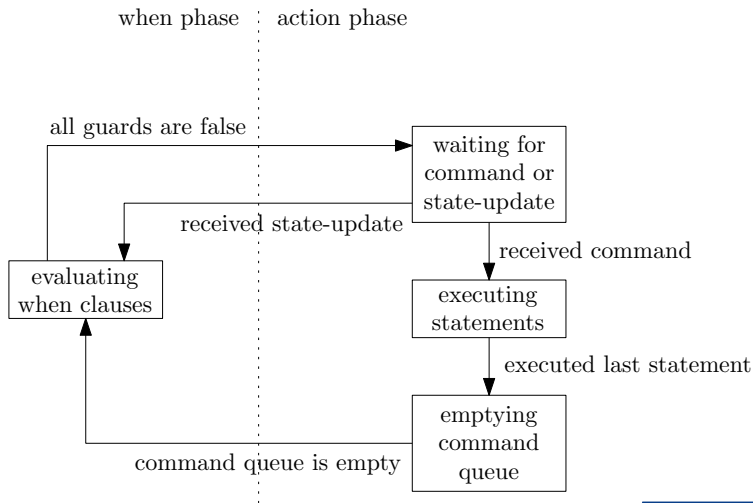 when phase
action phase
all guards are false
waiting for
command or
state-update
received state-update
received command
evaluating
when clauses
executing
statements
executed last statement
emptying
command
queue
command queue is empty